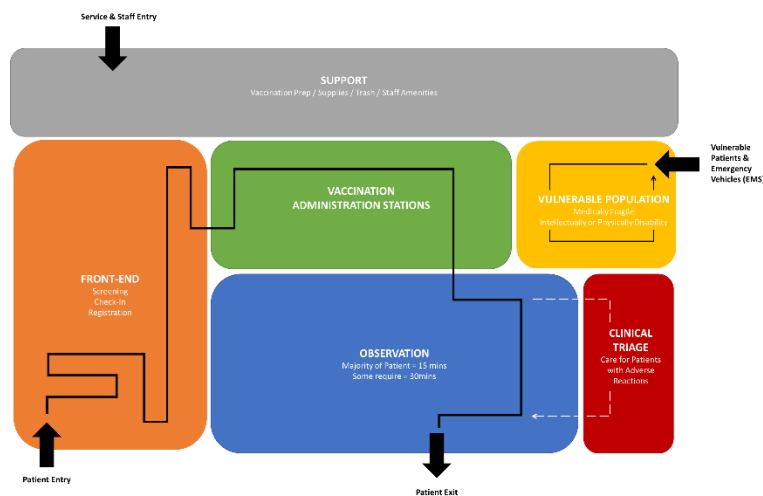 Service & Staff Entry
SUPPORT
Vaccination Prep / Supplies / Trash / Staff Amenities
VACCINATION
ADMINISTRATION STATIONS
Vulnerable
Patients &
Emergency
Vehicles (EMS)
VULNERABLE POPULATION
Medically Fragile
Intellectually or Physically Disability
FRONT-END
Screening
Check-In
Registration
OBSERVATION
Majority of Patient = 15 mins
Some require = 30mins
CLINICAL
TRIAGE
Care for Patients
with Adverse
Reactions
Patient Entry
Patient Exit